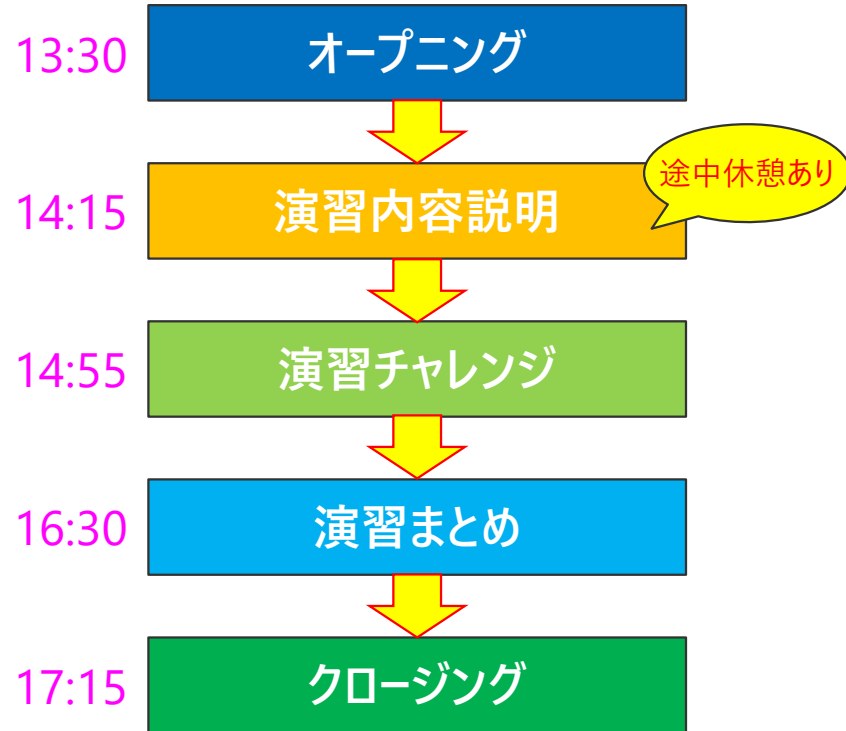 13:30
オープニング
14:15
演習内容説明
途中休憩あり
14:55
演習チャレンジ
16:30
演習まとめ
17:15
クロージング